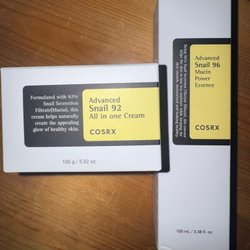 Formulated with 92%
Snail Secrection
Filtrate(Mucin), this
cream helps naturally
create the appealing
glow of healthy skin.
Advanced
Snail 92
All in one Cream
COSRX
100 g / 3.52 oz.
Advanced
Snail 96
Mucin
Power
Essence
COSRX
100 mL / 3.38 fl.oz.